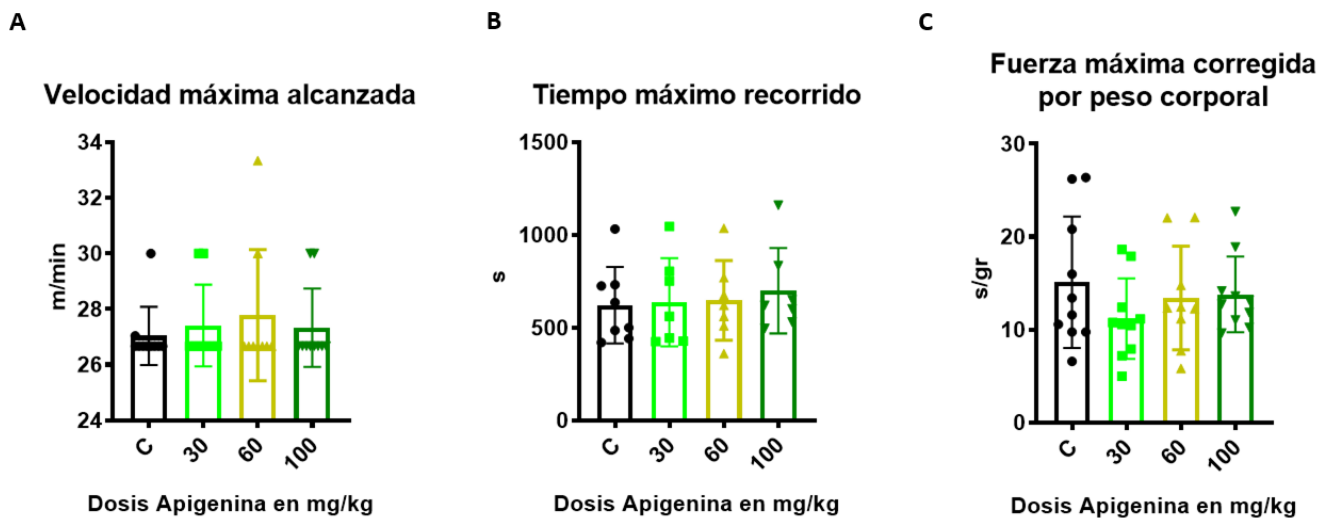 A
Velocidad máxima alcanzada
34
32
30
28
26
24
m/min
C
30
60
100
Dosis Apigenina en mg/kg
B
Tiempo máximo recorrido
1500
1000
500
0
s
C
30
60
100
Dosis Apigenina en mg/kg
C
Fuerza máxima corregida
por peso corporal
30
20
10
0
s/gr
C
30
60
100
Dosis Apigenina en mg/kg